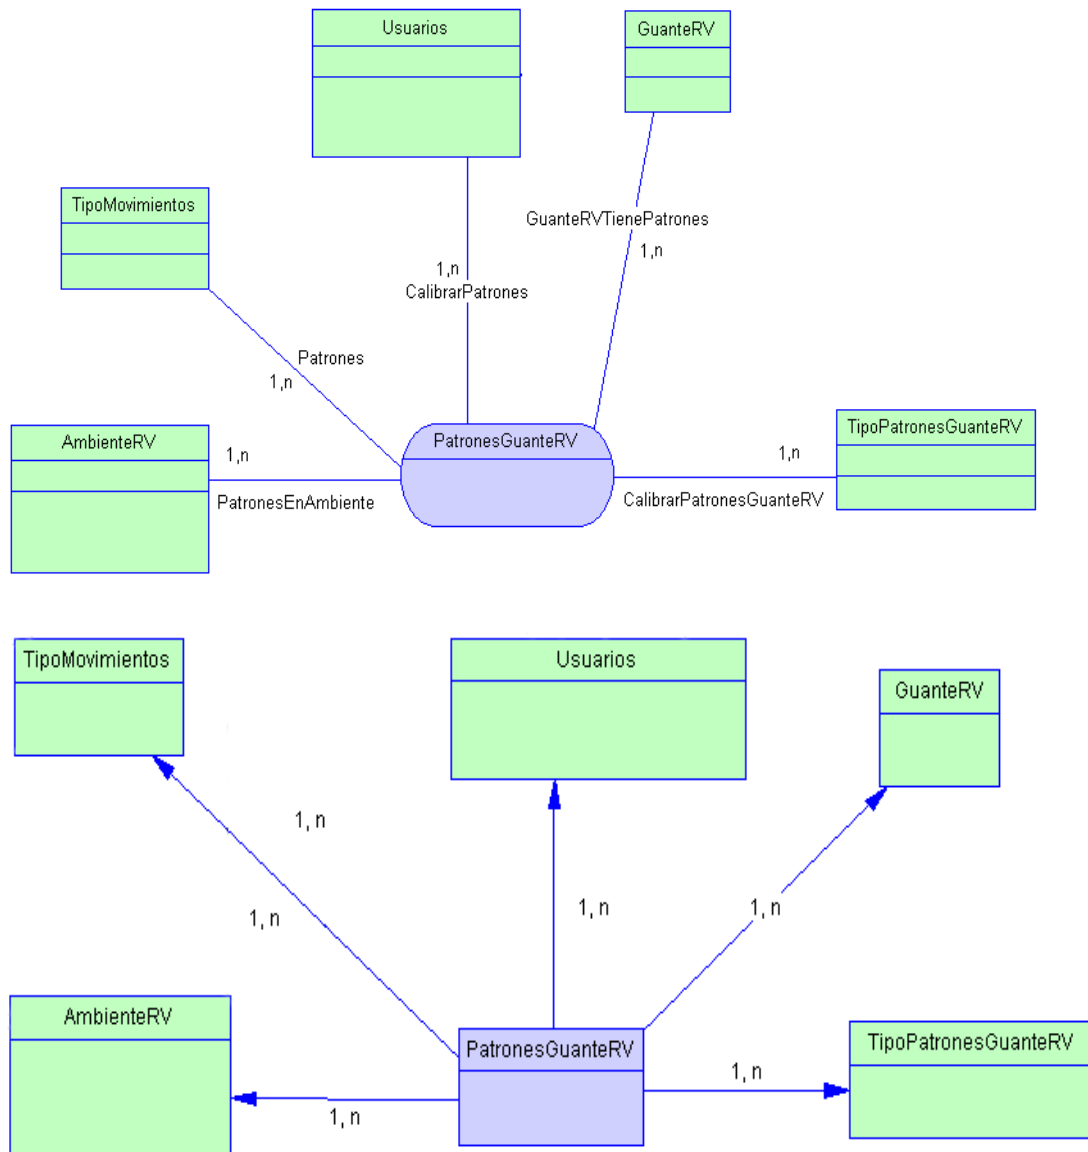 Usuarios
GuanteRV
TipoMovimientos
GuanteRVTienePatrones
1,n
1,n
CalibrarPatrones
Patrones
1,n
AmbienteRV
PatronesGuanteRV
TipoPatronesGuanteRV
1,n
1,n
PatronesEnAmbiente
CalibrarPatronesGuanteRV
TipoMovimientos
Usuarios
GuanteRV
1, n
1, n
1, n
1, n
AmbienteRV
PatronesGuanteRV
TipoPatronesGuanteRV
1, n
1, n